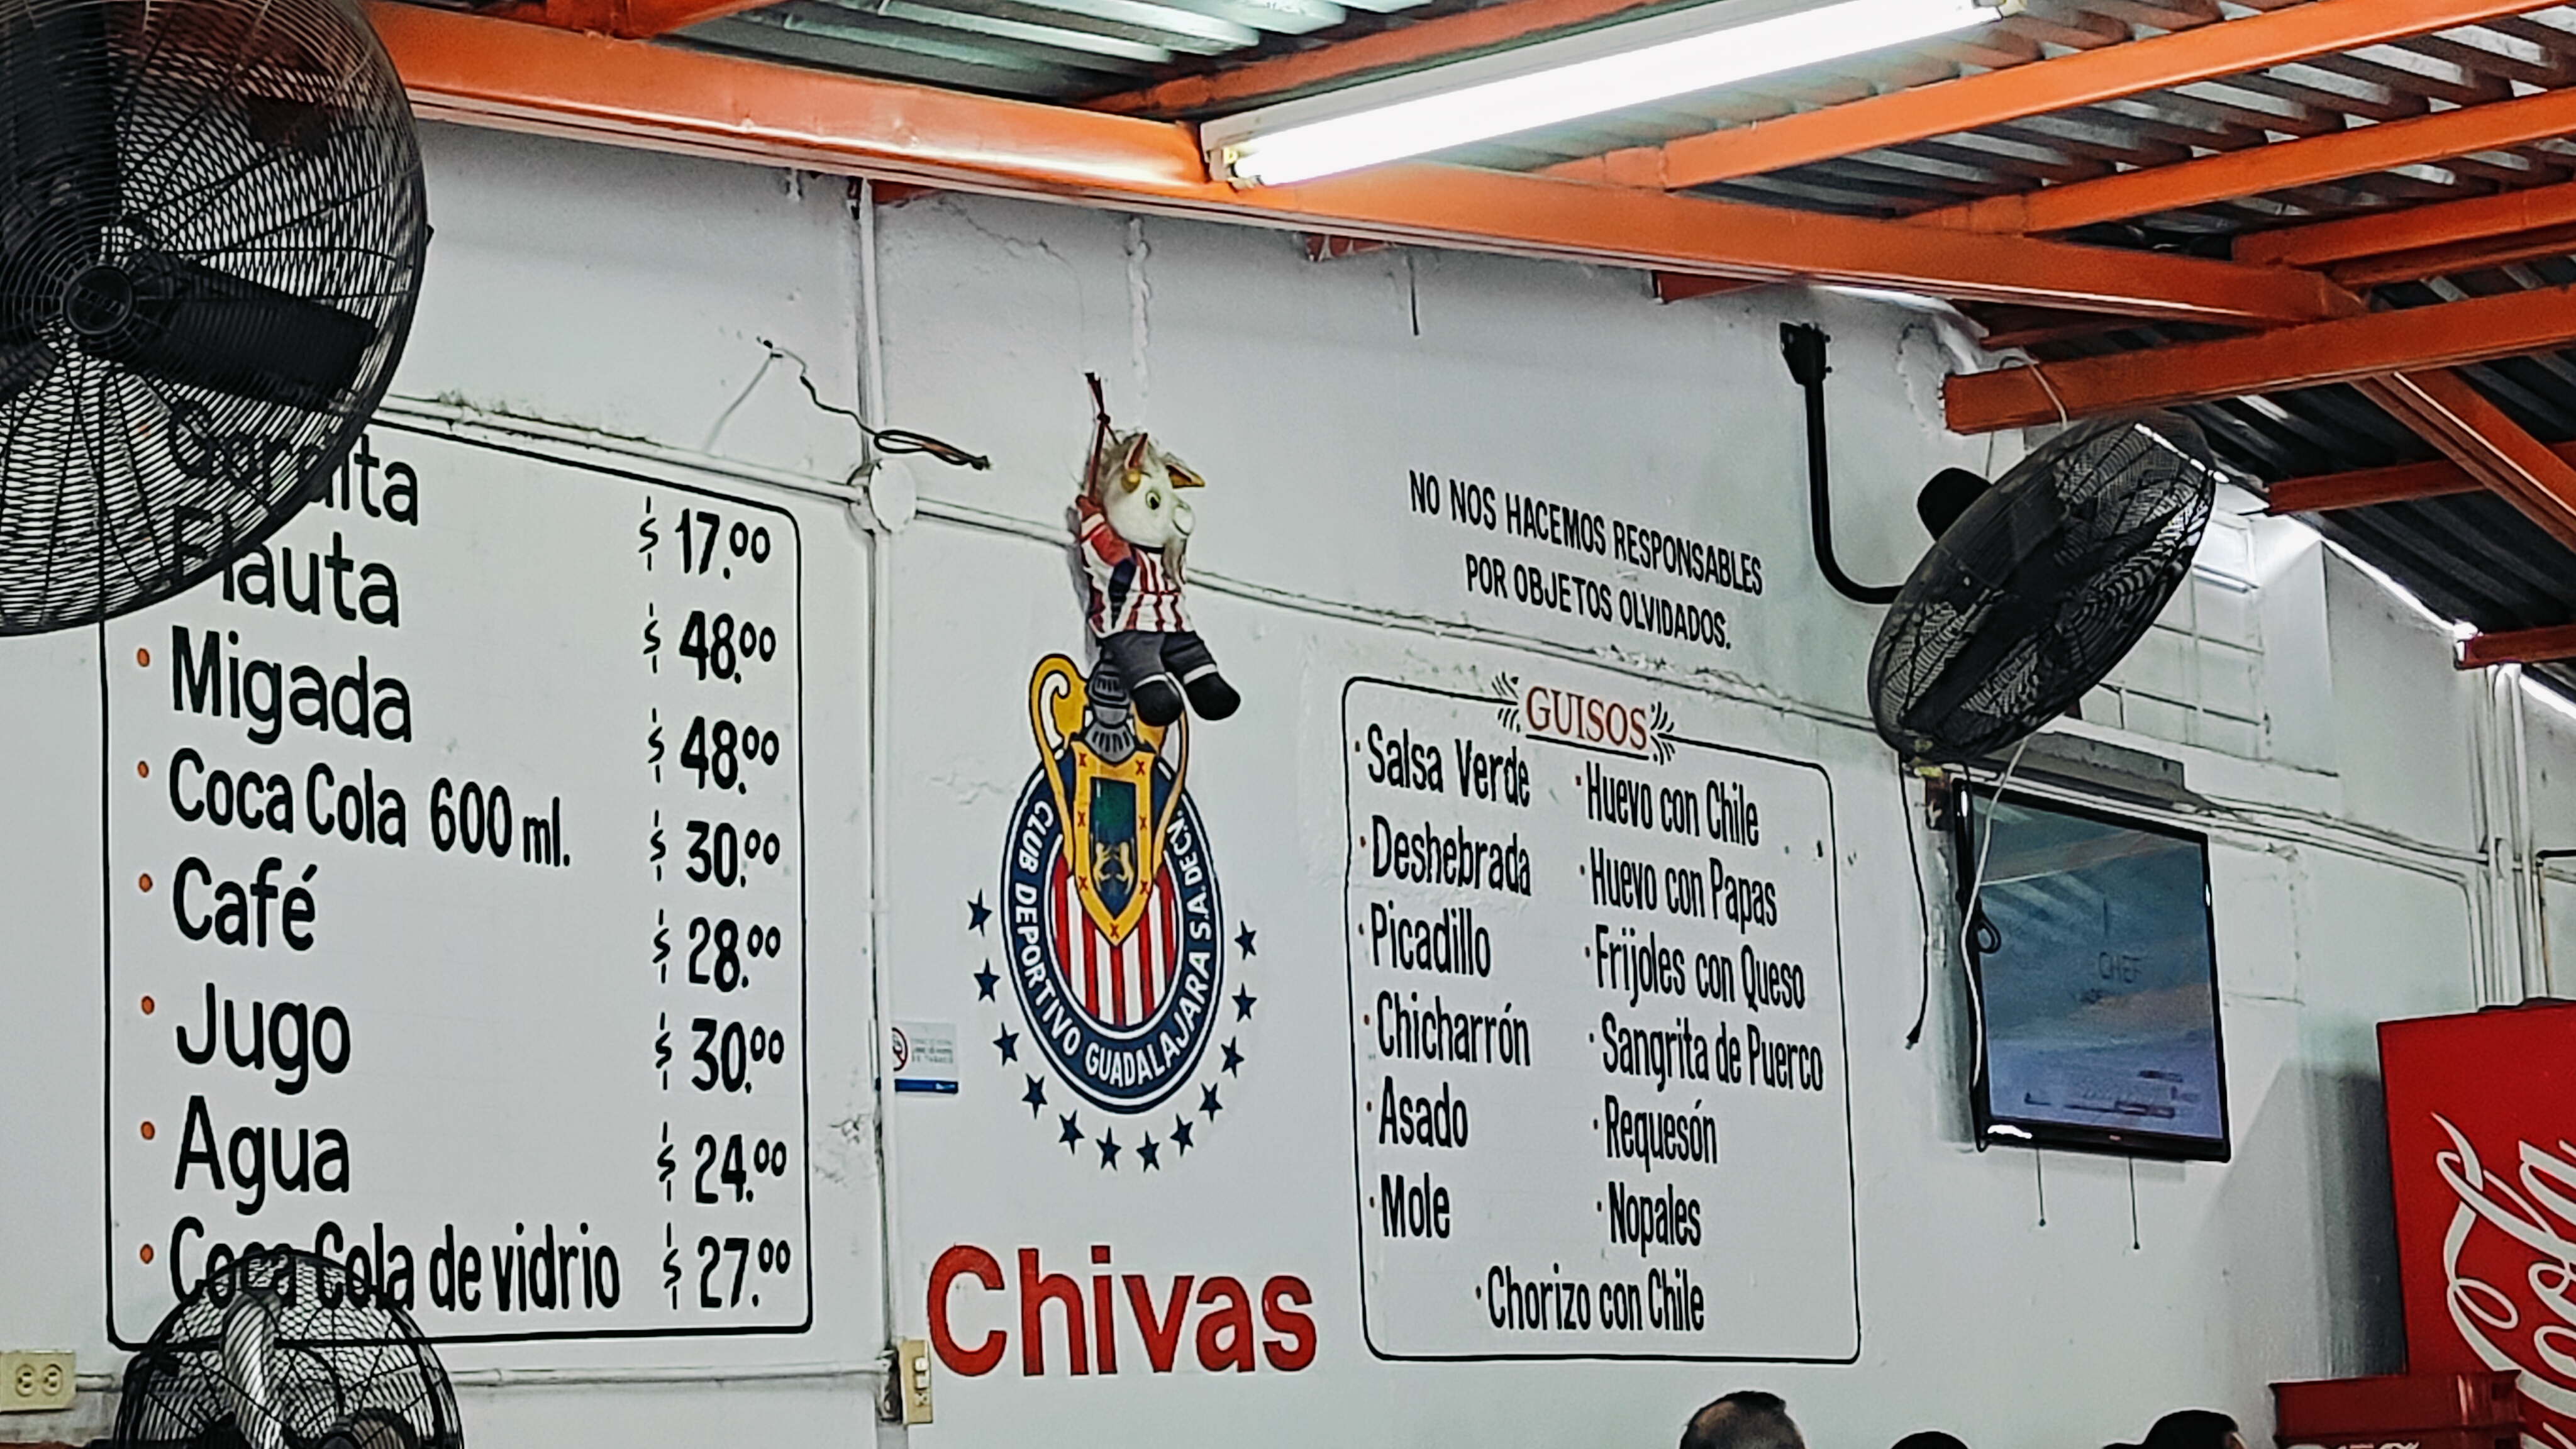 Gordita $ 17.00
Flauta $ 48.00
• Migada $ 48.00
• Coca Cola 600 ml. $ 30.00
• Café $ 28.00
• Jugo $ 30.00
• Agua $ 24.00
• Coca Cola de vidrio $ 27.00
CLUB DEPORTIVO GUADALAJARA S.A. DE C.V.
Chivas
NO NOS HACEMOS RESPONSABLES
POR OBJETOS OLVIDADOS.
GUISOS
• Salsa Verde
• Deshebrada
• Picadillo
• Chicharrón
• Asado
• Mole
• Huevo con Chile
• Huevo con Papas
• Frijoles con Queso
• Sangrita de Puerco
• Requesón
• Nopales
• Chorizo con Chile
CHEF